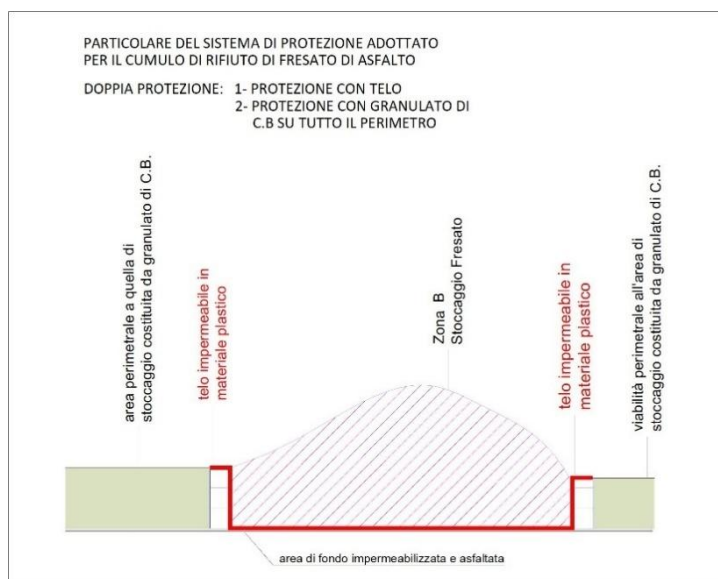 PARTICOLARE DEL SISTEMA DI PROTEZIONE ADOTTATO
PER IL CUMULO DI RIFIUTO DI FRESATO DI ASFALTO
DOPPIA PROTEZIONE: 1- PROTEZIONE CON TELO
2- PROTEZIONE CON GRANULATO DI
C.B SU TUTTO IL PERIMETRO
area perimetrale a quella di
stoccaggio costituita da granulato di C.B.
telo impermeabile in
materiale plastico
Zona B
Stoccaggio Fresato
telo impermeabile in
materiale plastico
viabilità perimetrale all'area di
stoccaggio costituita da granulato di C.B.
area di fondo impermeabilizzata e asfaltata